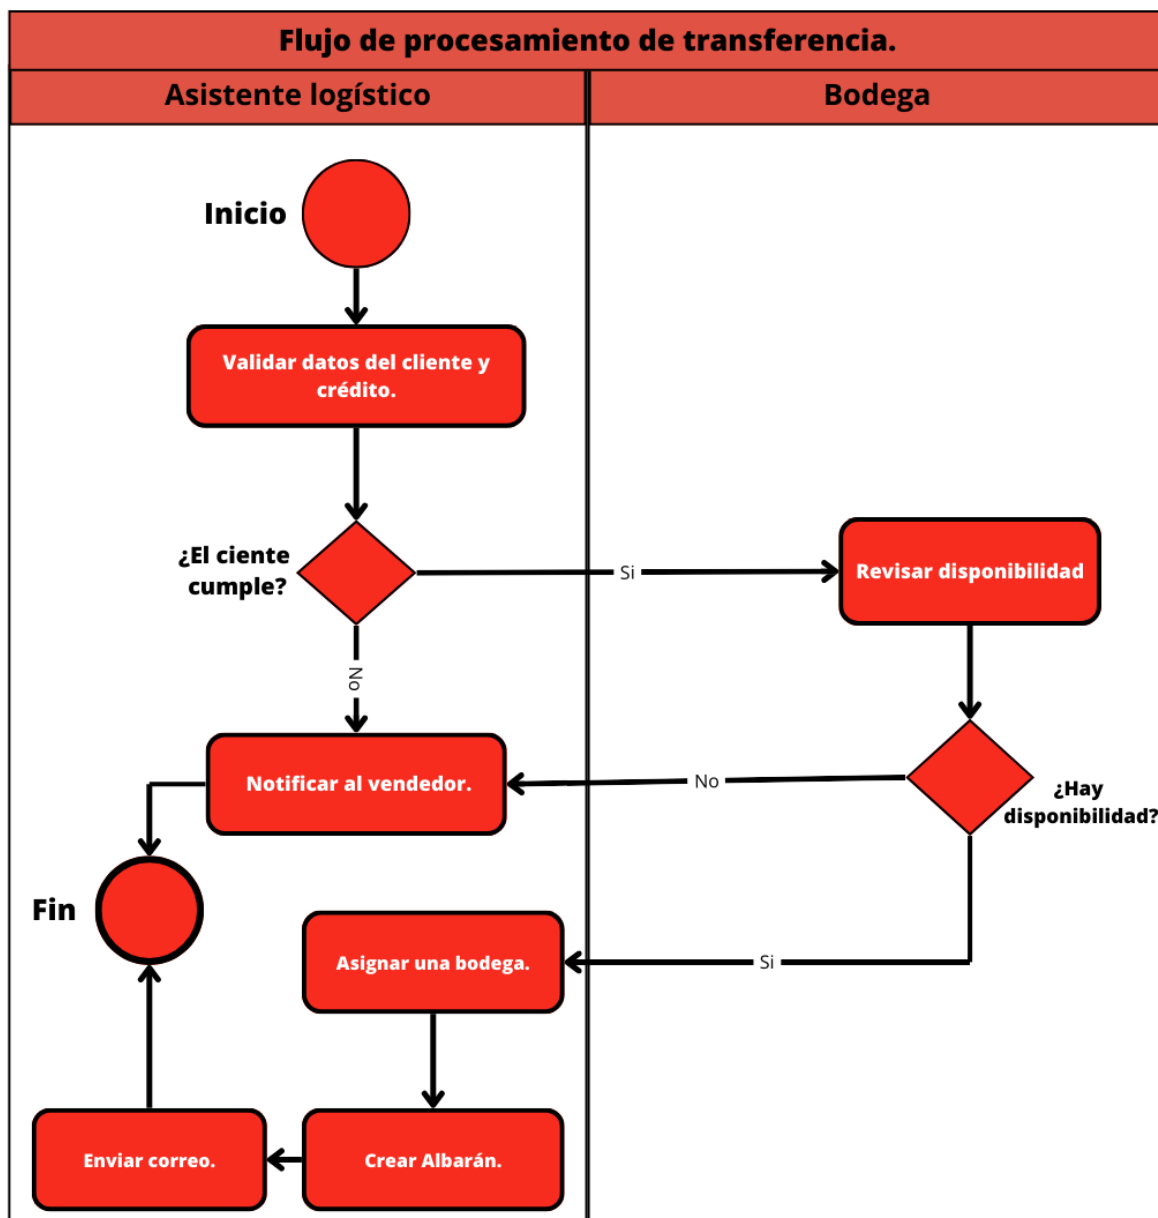 Flujo de procesamiento de transferencia.
Asistente logístico
Bodega
Inicio
Validar datos del cliente y
crédito.
¿El ciente
cumple?
Si
Revisar disponibilidad
No
Notificar al vendedor.
No
¿Hay
disponibilidad?
Fin
Asignar una bodega.
Si
Enviar correo.
Crear Albarán.